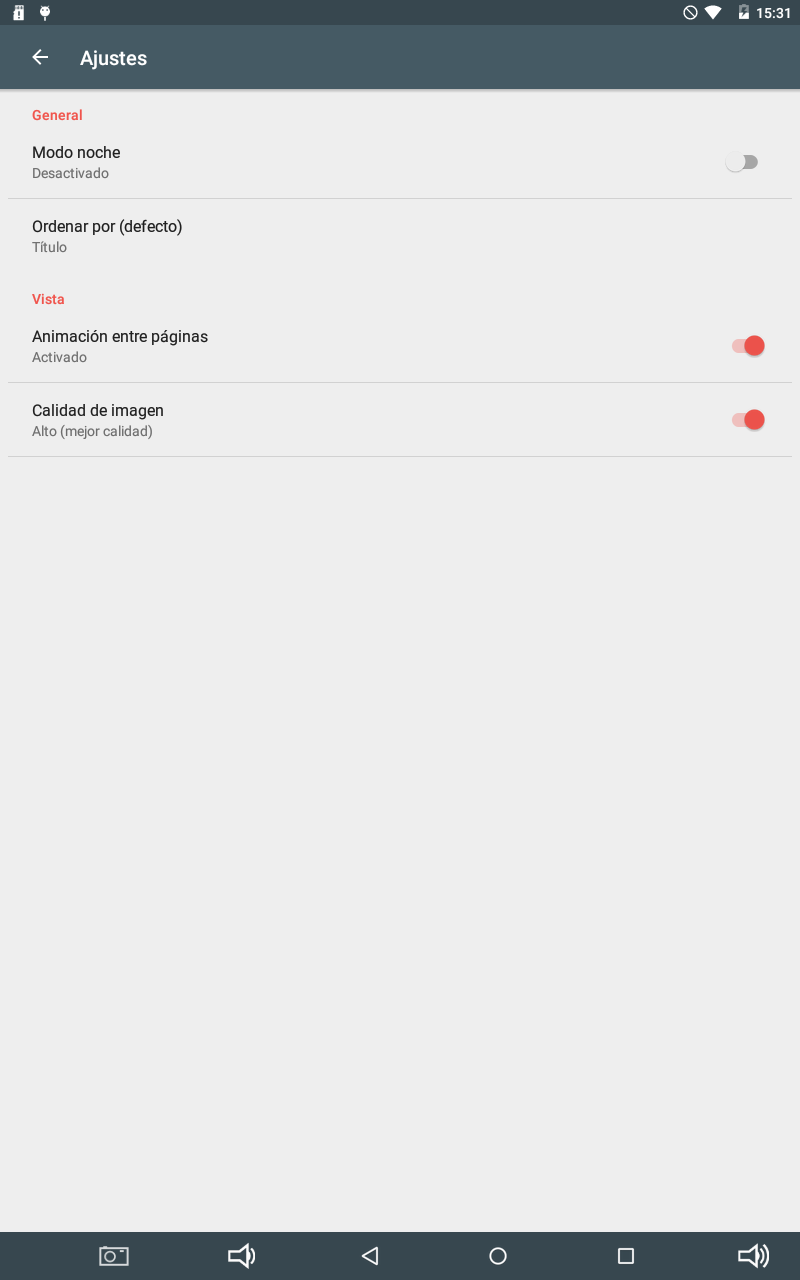 15:31
Ajustes
General
Modo noche
Desactivado
Ordenar por (defecto)
Título
Vista
Animación entre páginas
Activado
Calidad de imagen
Alto (mejor calidad)